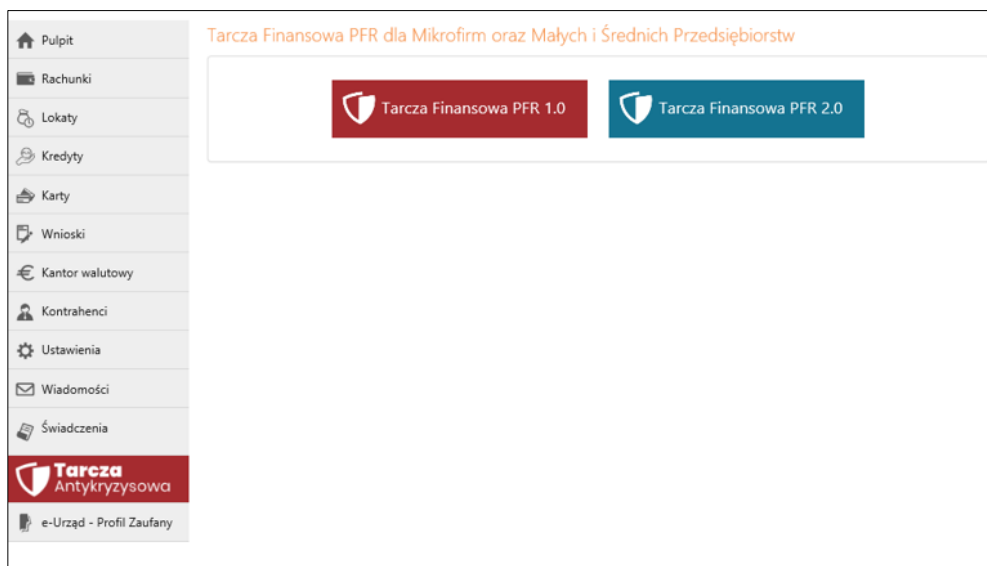 Pulpit
Rachunki
Lokaty
Kredyty
Karty
Wnioski
Kantor walutowy
Kontrahenci
Ustawienia
Wiadomości
Świadczenia
Tarcza
Antykryzysowa
e-Urząd - Profil Zaufany
Tarcza Finansowa PFR dla Mikrofirm oraz Małych i Średnich Przedsiębiorstw
Tarcza Finansowa PFR 1.0
Tarcza Finansowa PFR 2.0